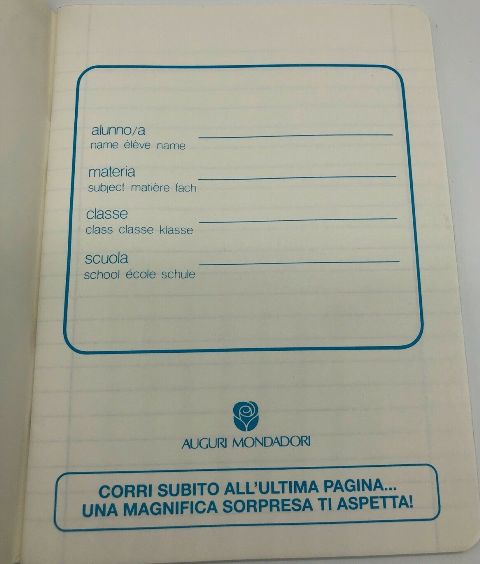 alunno/a
name élève name
materia
subject matière fach
classe
class classe klasse
scuola
school école schule
AUGURI MONDADORI
CORRI SUBITO ALL'ULTIMA PAGINA...
UNA MAGNIFICA SORPRESA TI ASPETTA!